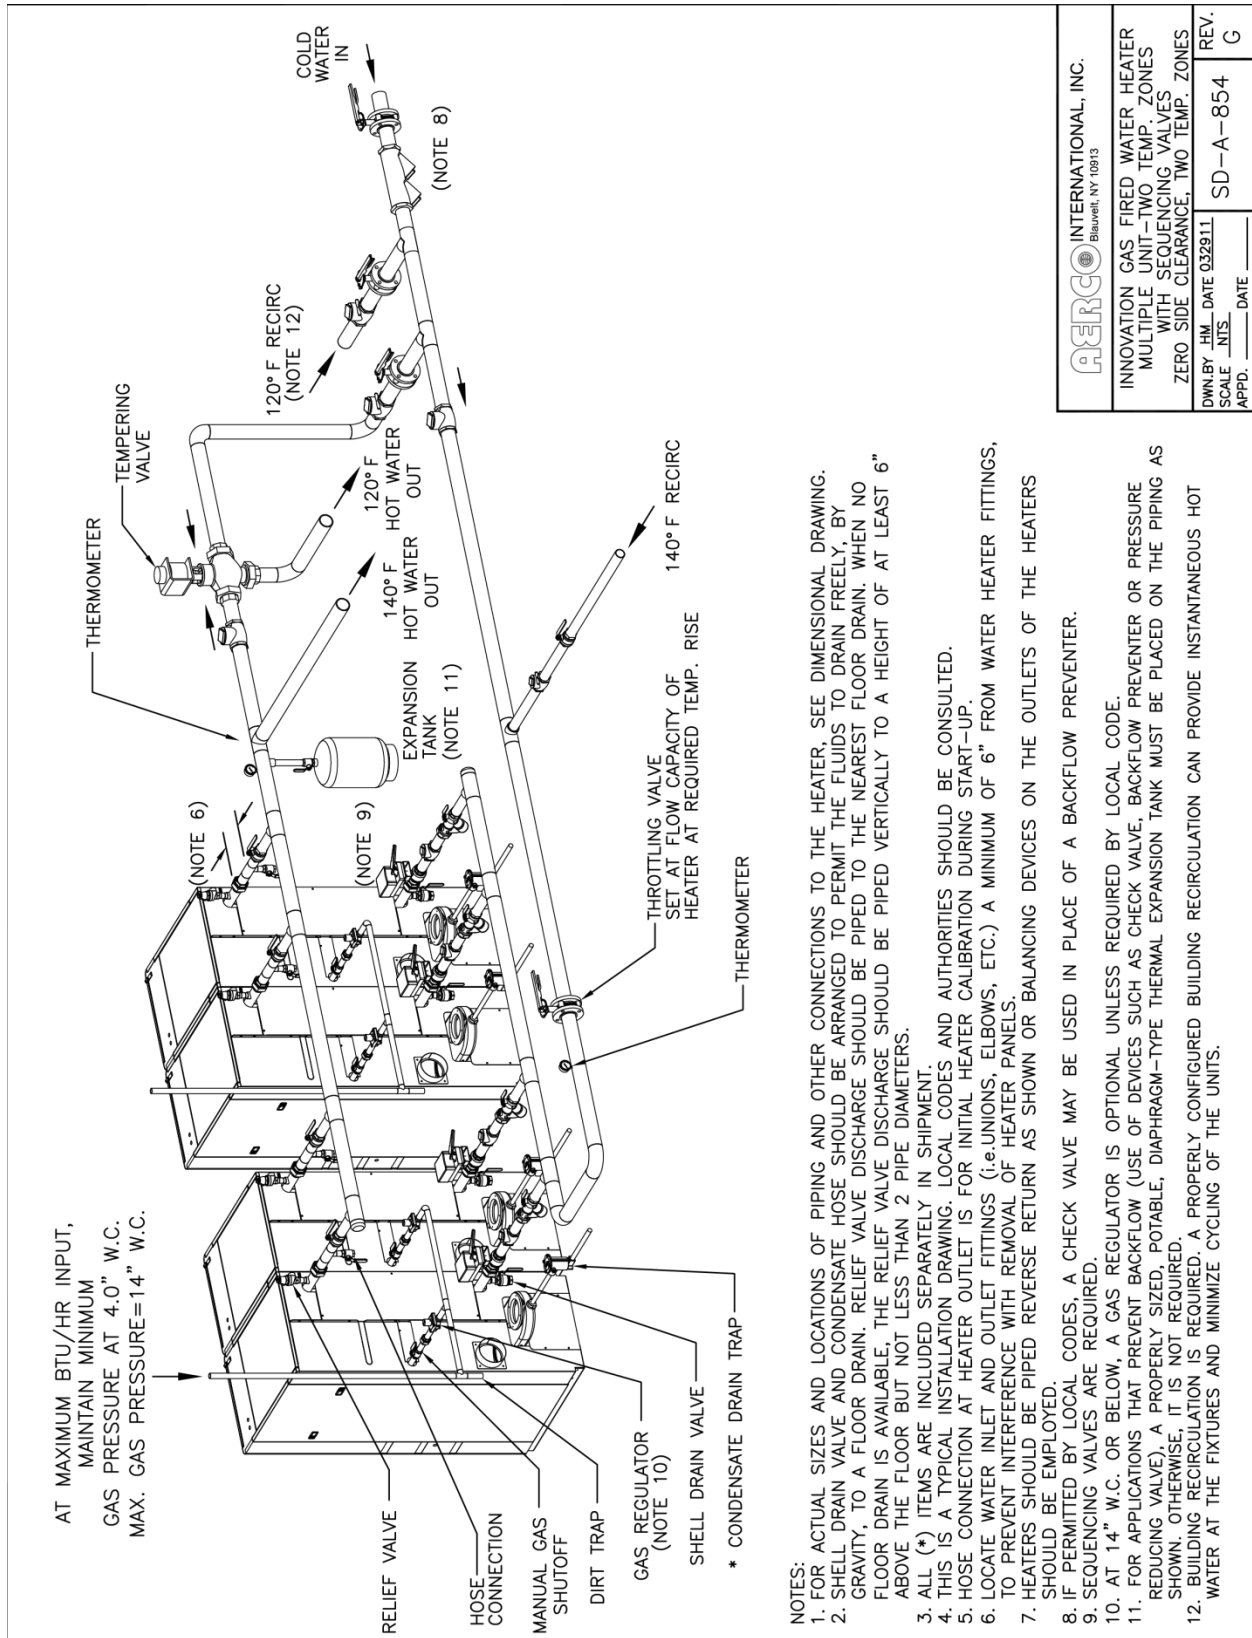 AT MAXIMUM BTU/HR INPUT,
MAINTAIN MINIMUM
GAS PRESSURE AT 4.0" W.C.
MAX. GAS PRESSURE=14" W.C.
RELIEF VALVE
HOSE
CONNECTION
MANUAL GAS
SHUTOFF
DIRT TRAP
GAS REGULATOR
(NOTE 10)
SHELL DRAIN VALVE
* CONDENSATE DRAIN TRAP
(NOTE 6)
THERMOMETER
TEMPERING
VALVE
120° F RECIRC
(NOTE 12)
COLD
WATER
IN
(NOTE 8)
120° F
HOT WATER
OUT
140° F
HOT WATER
OUT
EXPANSION
TANK
(NOTE 11)
(NOTE 9)
140° F RECIRC
THROTTLING VALVE
SET AT FLOW CAPACITY OF
HEATER AT REQUIRED TEMP. RISE
THERMOMETER
NOTES:
1. FOR ACTUAL SIZES AND LOCATIONS OF PIPING AND OTHER CONNECTIONS TO THE HEATER, SEE DIMENSIONAL DRAWING.
2. SHELL DRAIN VALVE AND CONDENSATE HOSE SHOULD BE ARRANGED TO PERMIT THE FLUIDS TO DRAIN FREELY, BY
GRAVITY, TO A FLOOR DRAIN. RELIEF VALVE DISCHARGE SHOULD BE PIPED TO THE NEAREST FLOOR DRAIN. WHEN NO
FLOOR DRAIN IS AVAILABLE, THE RELIEF VALVE DISCHARGE SHOULD BE PIPED VERTICALLY TO A HEIGHT OF AT LEAST 6"
ABOVE THE FLOOR BUT NOT LESS THAN 2 PIPE DIAMETERS.
3. ALL (*) ITEMS ARE INCLUDED SEPARATELY IN SHIPMENT.
4. THIS IS A TYPICAL INSTALLATION DRAWING. LOCAL CODES AND AUTHORITIES SHOULD BE CONSULTED.
5. HOSE CONNECTION AT HEATER OUTLET IS FOR INITIAL HEATER CALIBRATION DURING START-UP.
6. LOCATE WATER INLET AND OUTLET FITTINGS (i.e.UNIONS, ELBOWS, ETC.) A MINIMUM OF 6" FROM WATER HEATER FITTINGS,
TO PREVENT INTERFERENCE WITH REMOVAL OF HEATER PANELS.
7. HEATERS SHOULD BE PIPED REVERSE RETURN AS SHOWN OR BALANCING DEVICES ON THE OUTLETS OF THE HEATERS
SHOULD BE EMPLOYED.
8. IF PERMITTED BY LOCAL CODES, A CHECK VALVE MAY BE USED IN PLACE OF A BACKFLOW PREVENTER.
9. SEQUENCING VALVES ARE REQUIRED.
10. AT 14" W.C. OR BELOW, A GAS REGULATOR IS OPTIONAL UNLESS REQUIRED BY LOCAL CODE.
11. FOR APPLICATIONS THAT PREVENT BACKFLOW (USE OF DEVICES SUCH AS CHECK VALVE, BACKFLOW PREVENTER OR PRESSURE
REDUCING VALVE), A PROPERLY SIZED, POTABLE, DIAPHRAGM-TYPE THERMAL EXPANSION TANK MUST BE PLACED ON THE PIPING AS
SHOWN. OTHERWISE, IT IS NOT REQUIRED.
12. BUILDING RECIRCULATION IS REQUIRED. A PROPERLY CONFIGURED BUILDING RECIRCULATION CAN PROVIDE INSTANTANEOUS HOT
WATER AT THE FIXTURES AND MINIMIZE CYCLING OF THE UNITS.
AERCO INTERNATIONAL, INC.
Blauvelt, NY 10913
INNOVATION GAS FIRED WATER HEATER
MULTIPLE UNIT-TWO TEMP. ZONES
WITH SEQUENCING VALVES
ZERO SIDE CLEARANCE, TWO TEMP. ZONES
DWN.BY HM DATE 032911
SCALE NTS
APPD. DATE
SD-A-854
REV.
G